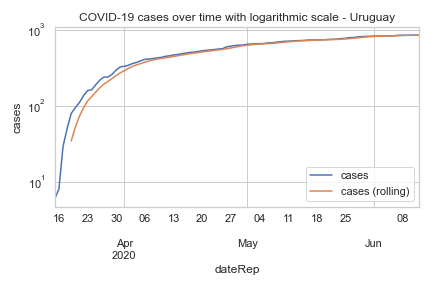 COVID-19 cases over time with logarithmic scale - Uruguay
10³
10²
10¹
cases
cases
cases (rolling)
16 23 30 06 13 20 27 04 11 18 25 08
Apr May Jun
2020
dateRep